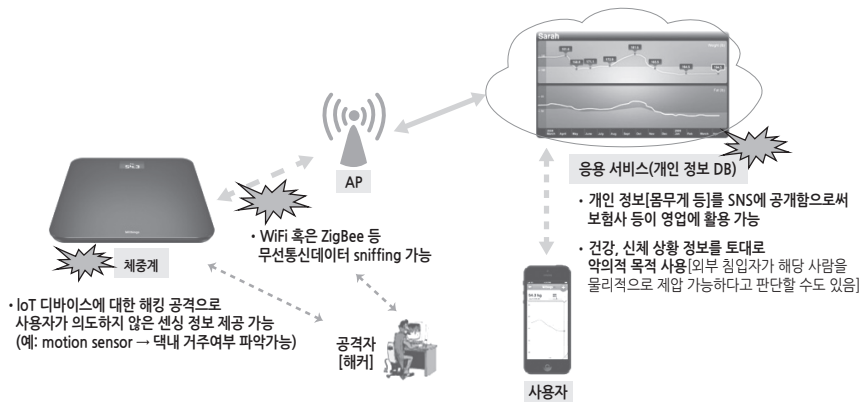 Sarah
응용 서비스(개인 정보 DB)
• 개인 정보[몸무게 등]를 SNS에 공개함으로써
보험사 등이 영업에 활용 가능
• 건강, 신체 상황 정보를 토대로
악의적 목적 사용[외부 침입자가 해당 사람을
물리적으로 제압 가능하다고 판단할 수도 있음]
AP
• WiFi 혹은 ZigBee 등
무선통신데이터 sniffing 가능
체중계
• IoT 디바이스에 대한 해킹 공격으로
사용자가 의도하지 않은 센싱 정보 제공 가능
(예: motion sensor → 댁내 거주여부 파악가능)
공격자
[해커]
사용자